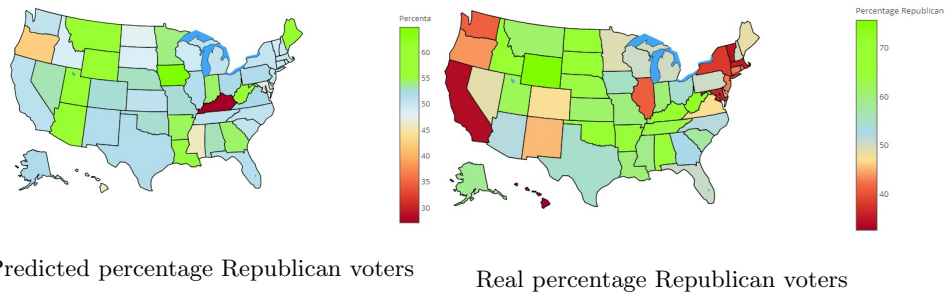 Percenta
60
55
50
45
40
35
30
Percentage Republican
70
60
50
40
Predicted percentage Republican voters
Real percentage Republican voters